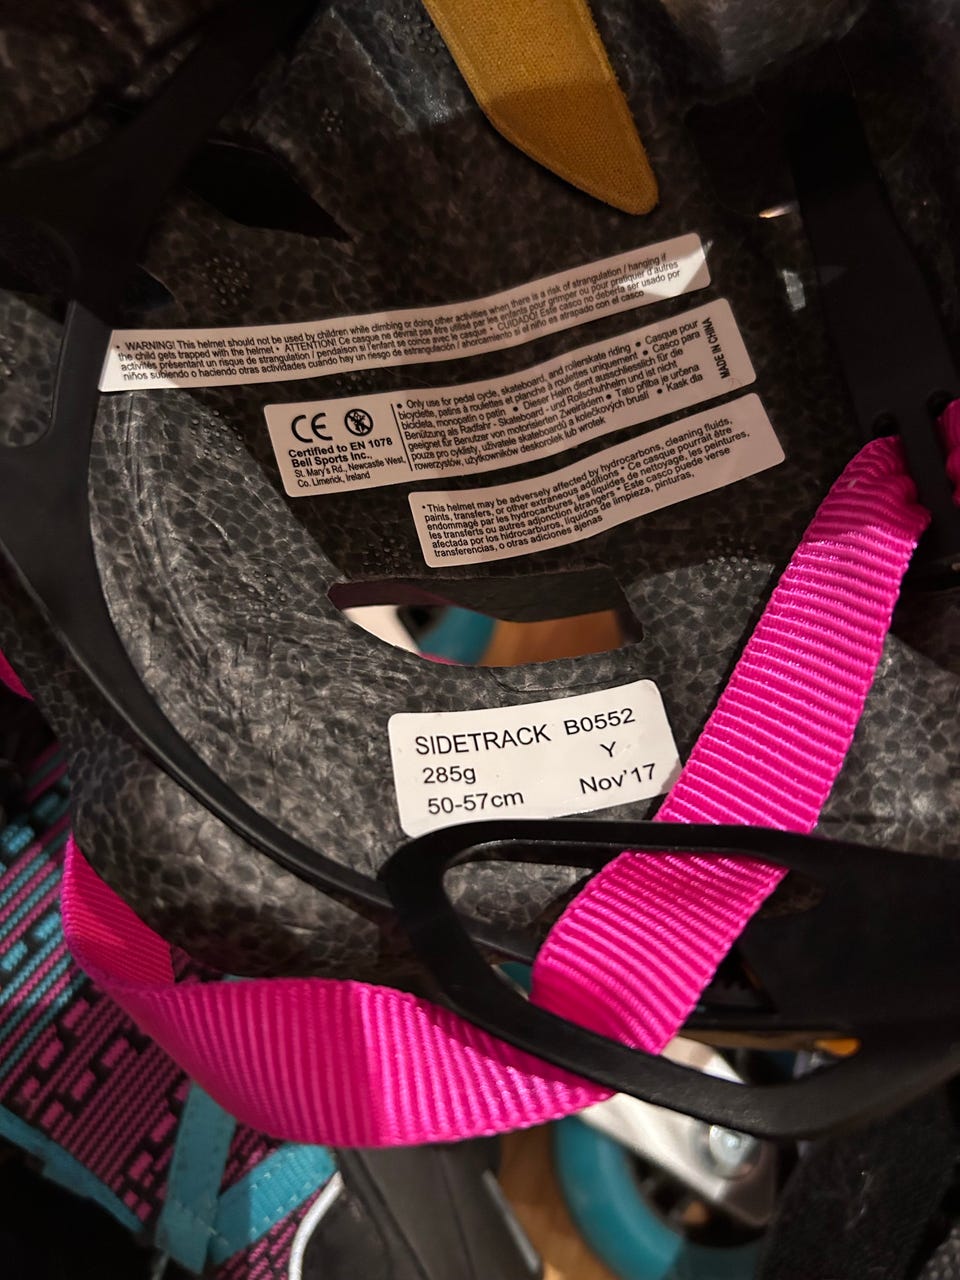 • WARNING! This helmet should not be used by children while climbing or doing other activities when there is a risk of strangulation / hanging if
the child gets trapped with the helmet • ATTENTION! Ce casque ne devrait pas être utilisé par les enfants pour grimper ou pour pratiquer d'autres
activités présentant un risque de strangulation / pendaison si l'enfant se coince avec le casque • CUIDADO! Este casco no debería ser usado por
niños subiendo o haciendo otras actividades cuando hay un riesgo de estrangulación / ahorcamiento si el niño es atrapado con el casco
CE
Certified to EN 1078
Bell Sports Inc.,
St. Mary's Rd., Newcastle West,
Co. Limerick, Ireland
• Only use for pedal cycle, skateboard, and rollerskate riding • Casque pour
bicyclette, patins à roulettes et planche à roulettes uniquement • Casco para
bicicleta, monopatin o patin • Dieser Helm dient ausschliesslich für die
Benützung als Radfahr - Skateboard - und Rollschuhhelm und ist nicht
geeignet für Benutzer von motorisierten Zweirädern • Tato přilba je určena
pouze pro cyklisty, uživatele skateboardů a kolečkových bruslí • Kask dla
rowerzystów, użytkowników deskorolek lub wrotek
MADE IN CHINA
• This helmet may be adversely affected by hydrocarbons, cleaning fluids,
paints, transfers, or other extraneous additions • Ce casque pourrait être
endommagé par les hydrocarbures, les liquides de nettoyage, les peintures,
les transferts ou autres adjonction étrangers • Este casco puede verse
afectada por los hidrocarburos, líquidos de limpieza, pinturas,
transferencias, o otras adiciones ajenas
SIDETRACK B0552
285g Y
50-57cm Nov'17